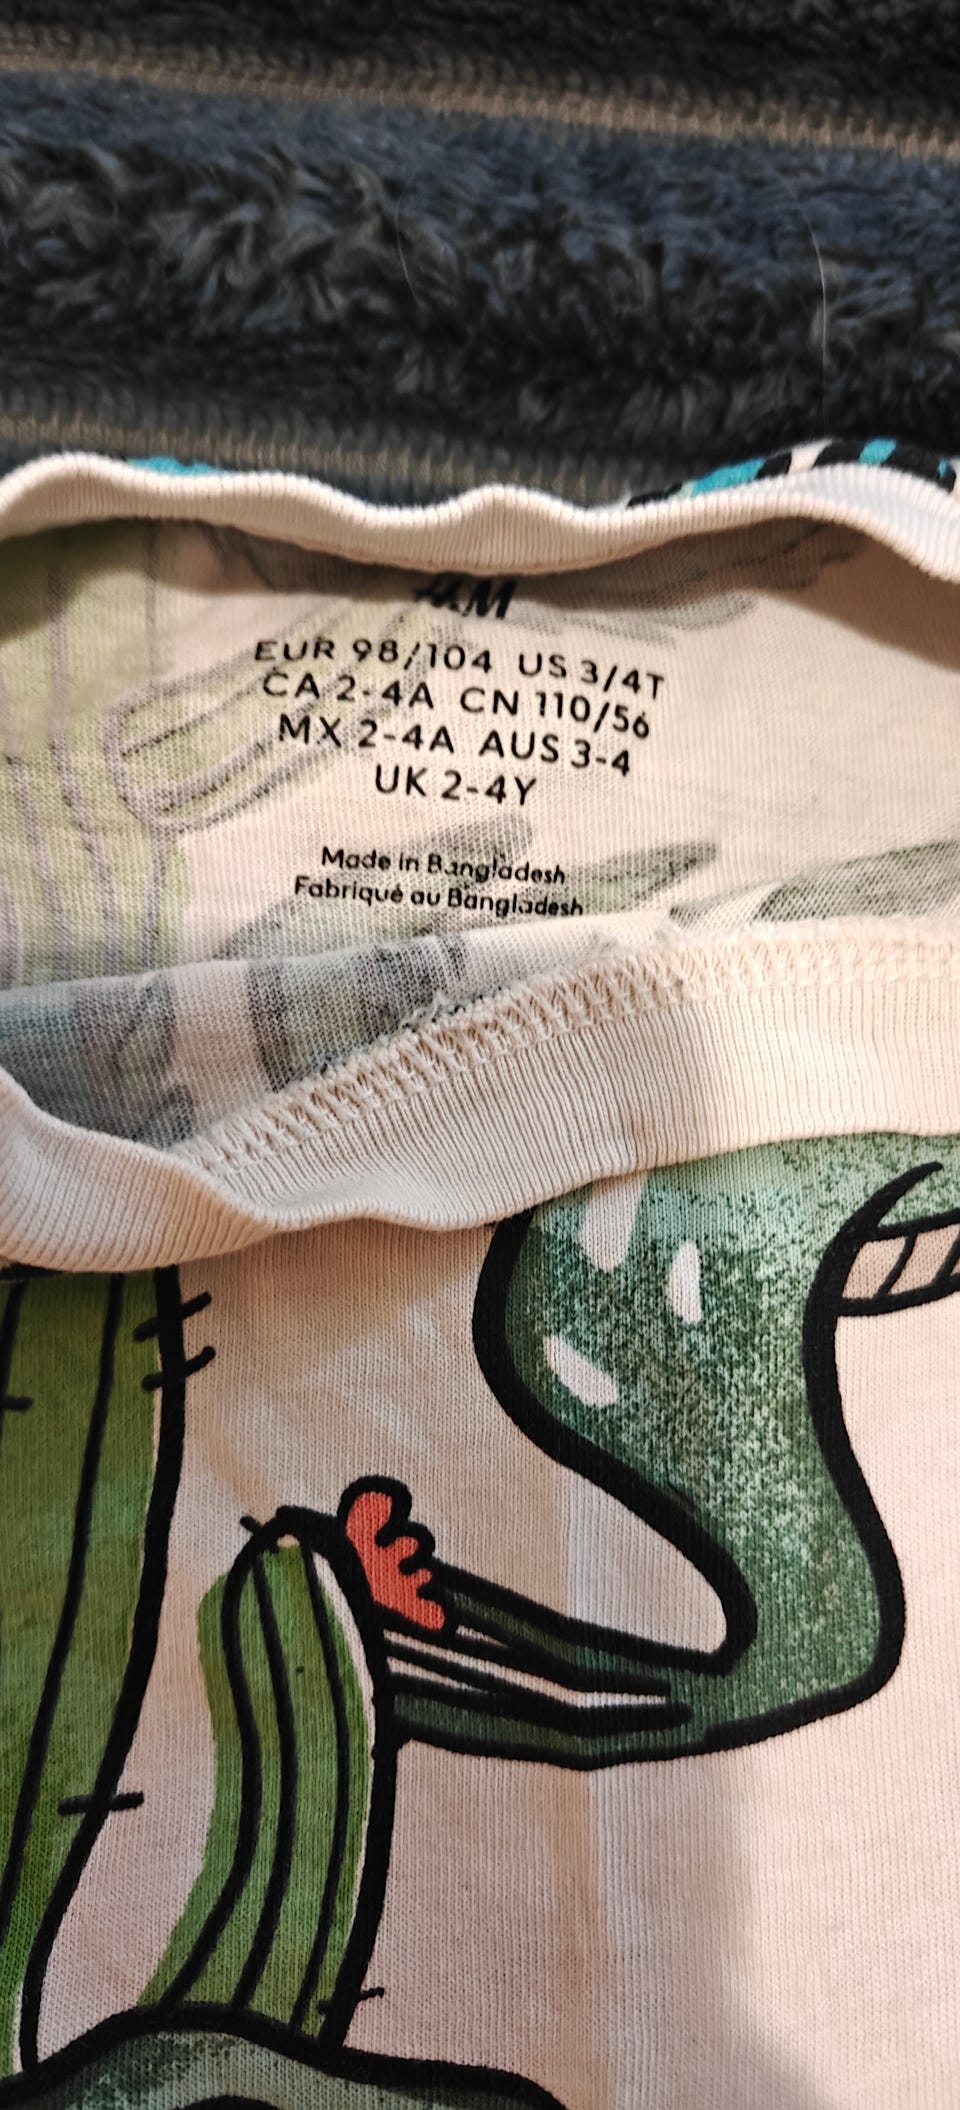 H&M
EUR 98/104 US 3/4T
CA 2-4A CN 110/56
MX 2-4A AUS 3-4
UK 2-4Y
Made in Bangladesh
Fabriqué au Bangladesh